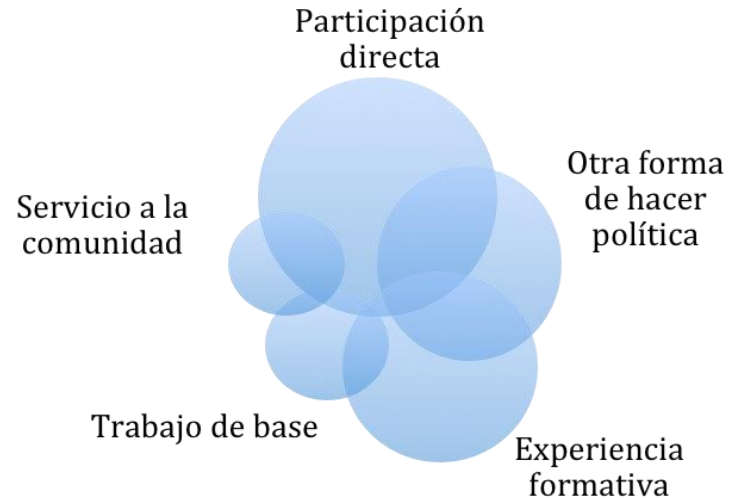 Participación
directa
Otra forma
de hacer
política
Servicio a la
comunidad
Trabajo de base
Experiencia
formativa